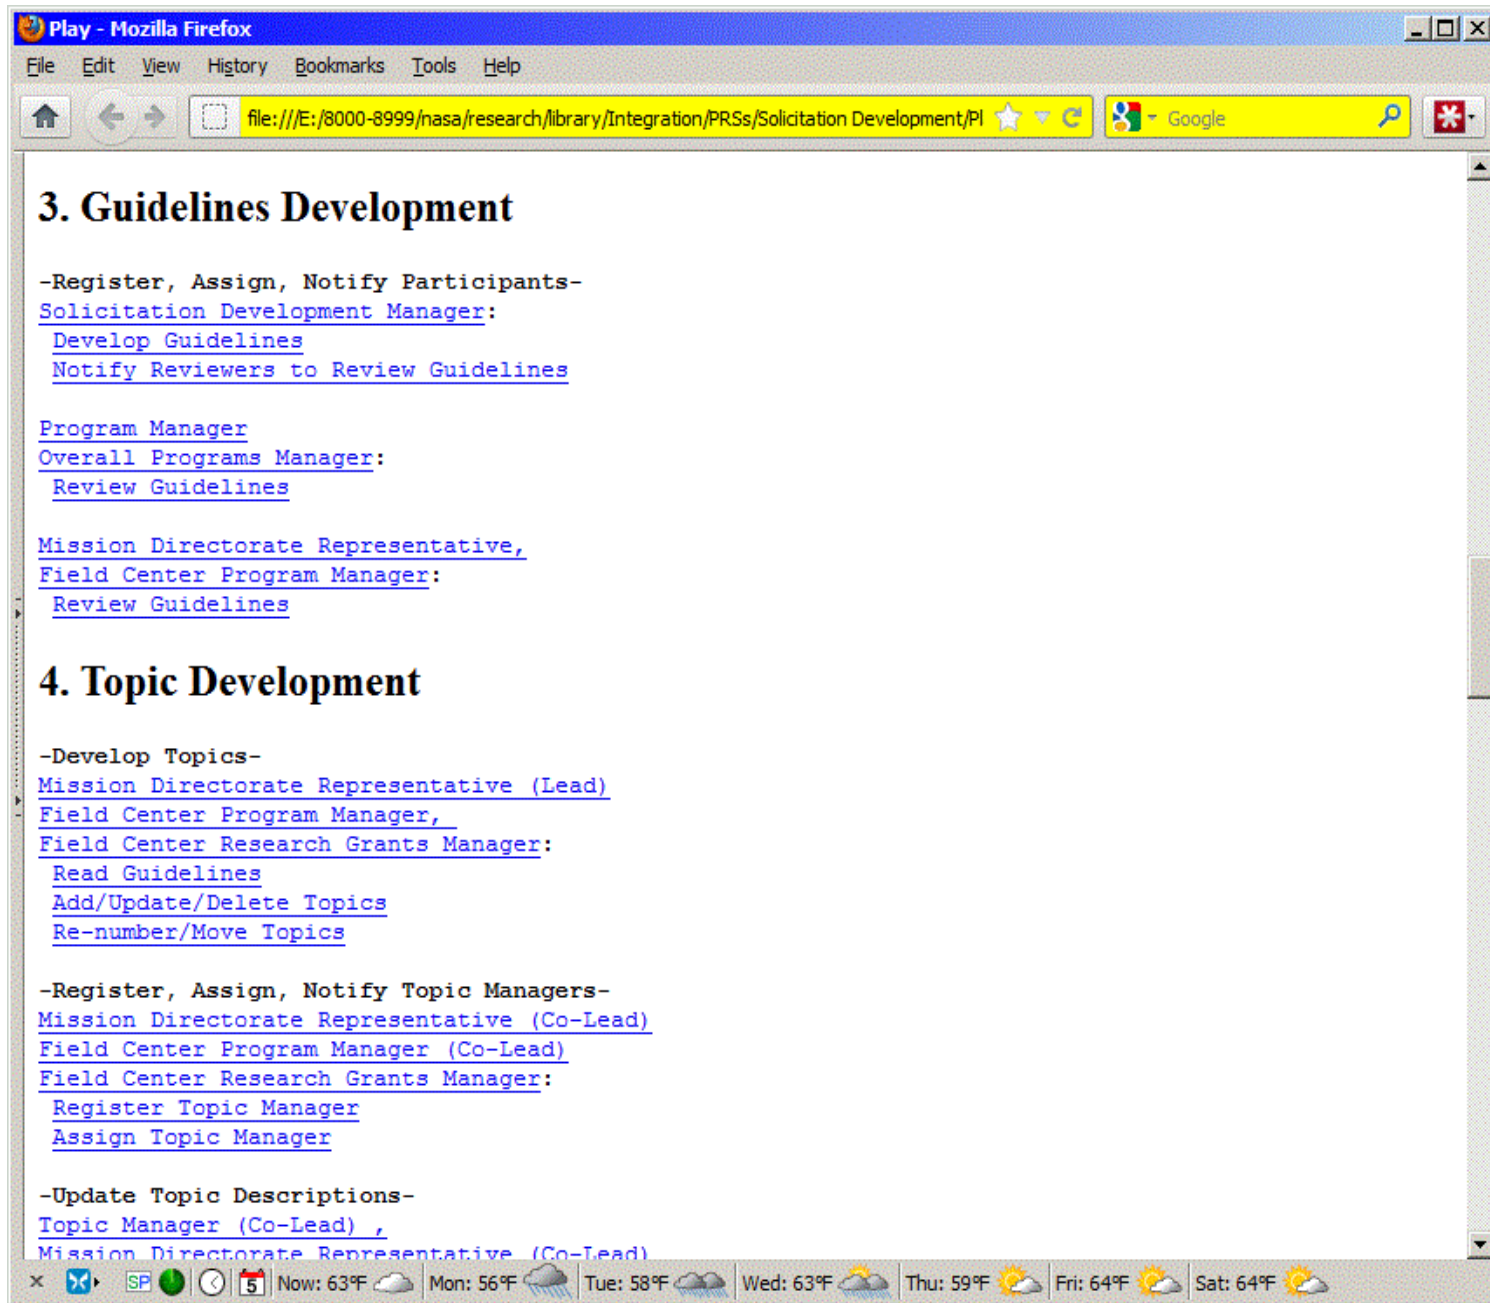 Play - Mozilla Firefox
File Edit View History Bookmarks Tools Help
file:///E:/8000-8999/nasa/research/library/Integration/PRSs/Solicitation Development/Pl Google
3. Guidelines Development
-Register, Assign, Notify Participants-
Solicitation Development Manager:
Develop Guidelines
Notify Reviewers to Review Guidelines
Program Manager
Overall Programs Manager:
Review Guidelines
Mission Directorate Representative,
Field Center Program Manager:
Review Guidelines
4. Topic Development
-Develop Topics-
Mission Directorate Representative (Lead)
Field Center Program Manager,
Field Center Research Grants Manager:
Read Guidelines
Add/Update/Delete Topics
Re-number/Move Topics
-Register, Assign, Notify Topic Managers-
Mission Directorate Representative (Co-Lead)
Field Center Program Manager (Co-Lead)
Field Center Research Grants Manager:
Register Topic Manager
Assign Topic Manager
-Update Topic Descriptions-
Topic Manager (Co-Lead) ,
Mission Directorate Representative (Co-Lead)
SP 5 Now: 63°F Mon: 56°F Tue: 58°F Wed: 63°F Thu: 59°F Fri: 64°F Sat: 64°F